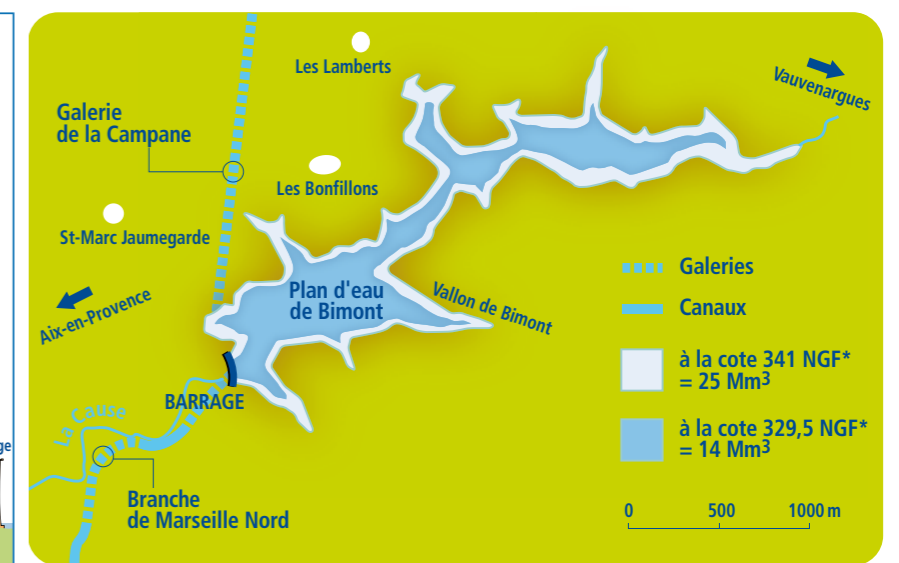 Les Lamberts
Vauvenargues
Galerie
de la Campane
Les Bonfillons
St-Marc Jaumegarde
Aix-en-Provence
Plan d'eau
de Bimont
Vallon de Bimont
Galeries
Canaux
à la cote 341 NGF*
= 25 Mm³
à la cote 329,5 NGF*
= 14 Mm³
BARRAGE
La Cause
Branche
de Marseille Nord
0 500 1000 m